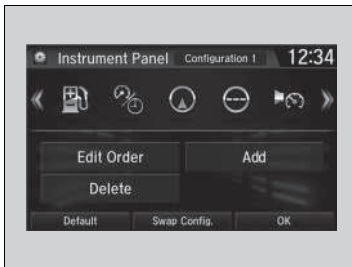 Instrument Panel Configuration 1 12:34
Edit Order Add
Delete
Default Swap Config. OK